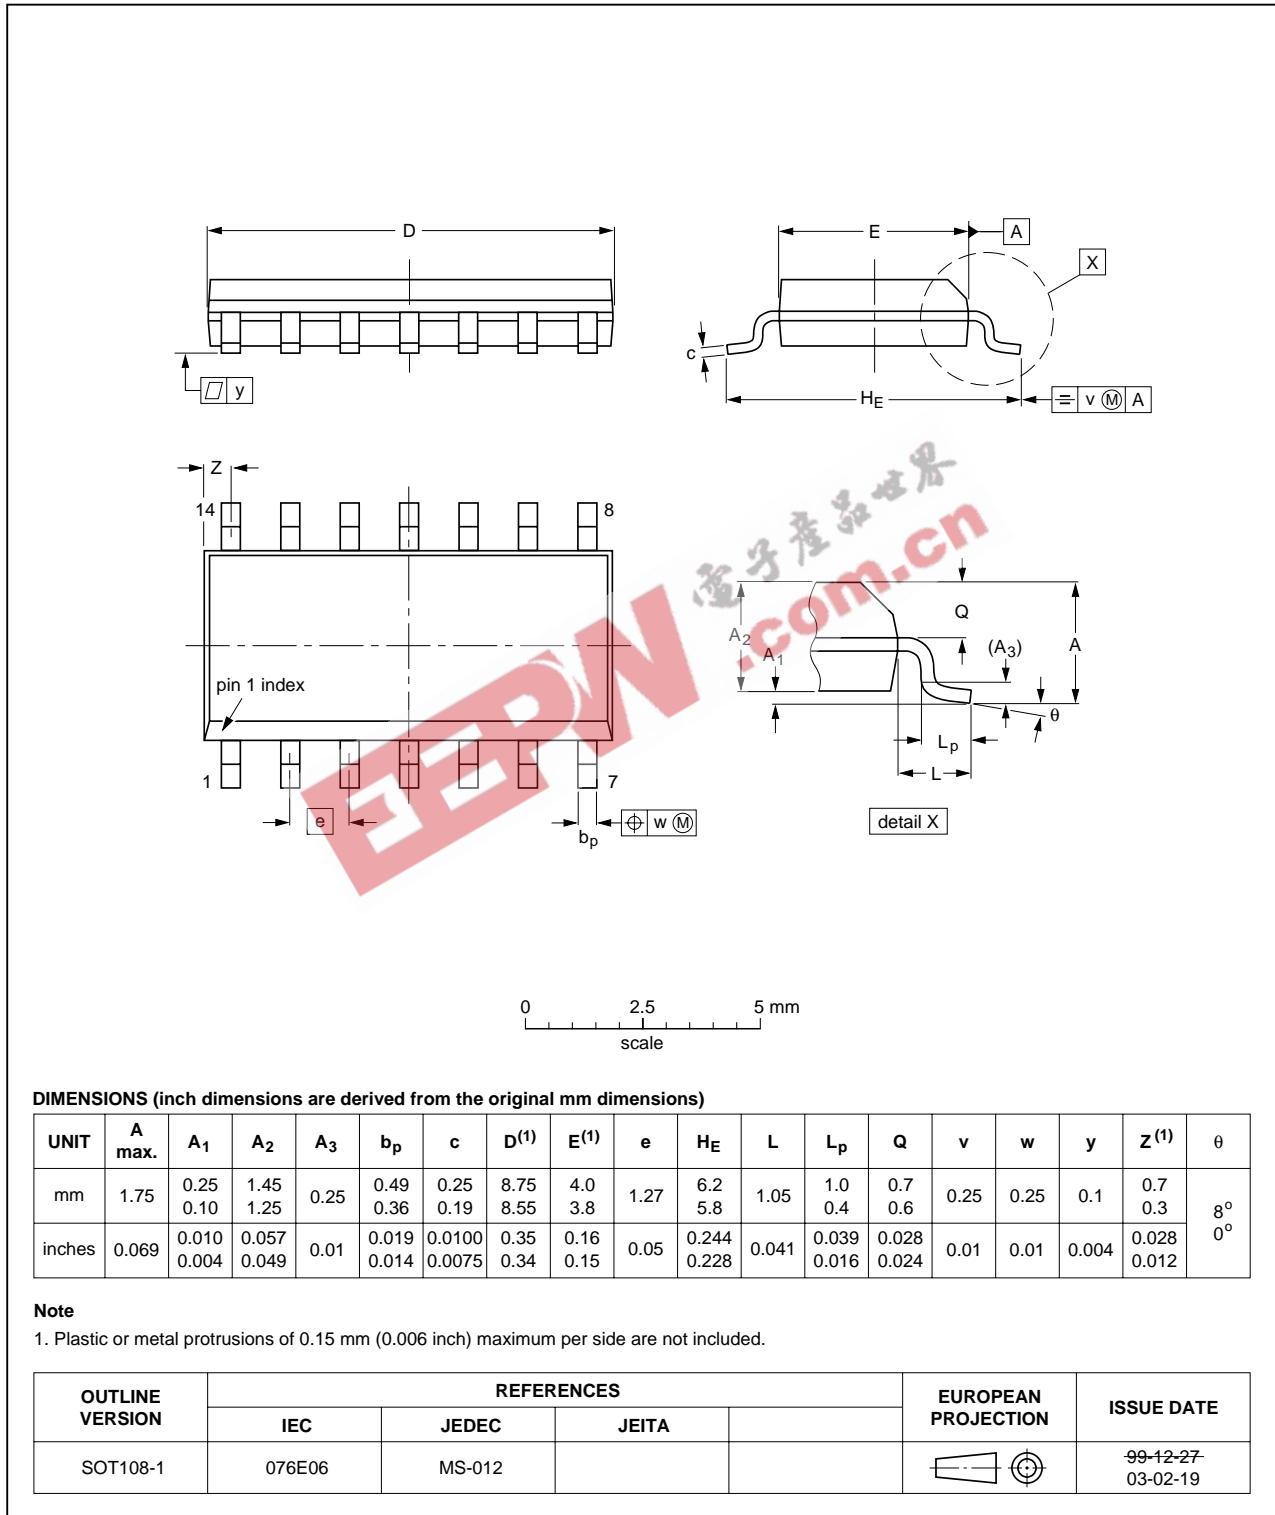 D
E
A
X
c
y
HE
v M A
Z
14
8
pin 1 index
1
7
e
bp
w M
A2
A1
Q
(A3)
A
θ
Lp
L
detail X
電子產品世界
EEPW.com.cn
0 2.5 5 mm
scale
DIMENSIONS (inch dimensions are derived from the original mm dimensions)
UNIT A max. A1 A2 A3 bp c D(1) E(1) e HE L Lp Q v w y Z(1) θ
mm 1.75 0.25 0.10 1.45 1.25 0.25 0.49 0.36 0.25 0.19 8.75 8.55 4.0 3.8 1.27 6.2 5.8 1.05 1.0 0.4 0.7 0.6 0.25 0.25 0.1 0.7 0.3 8° 0°
inches 0.069 0.010 0.004 0.057 0.049 0.01 0.019 0.014 0.0100 0.0075 0.35 0.34 0.16 0.15 0.05 0.244 0.228 0.041 0.039 0.016 0.028 0.024 0.01 0.01 0.004 0.028 0.012
Note
1. Plastic or metal protrusions of 0.15 mm (0.006 inch) maximum per side are not included.
OUTLINE VERSION REFERENCES EUROPEAN PROJECTION ISSUE DATE
IEC JEDEC JEITA
SOT108-1 076E06 MS-012 99-12-27
03-02-19